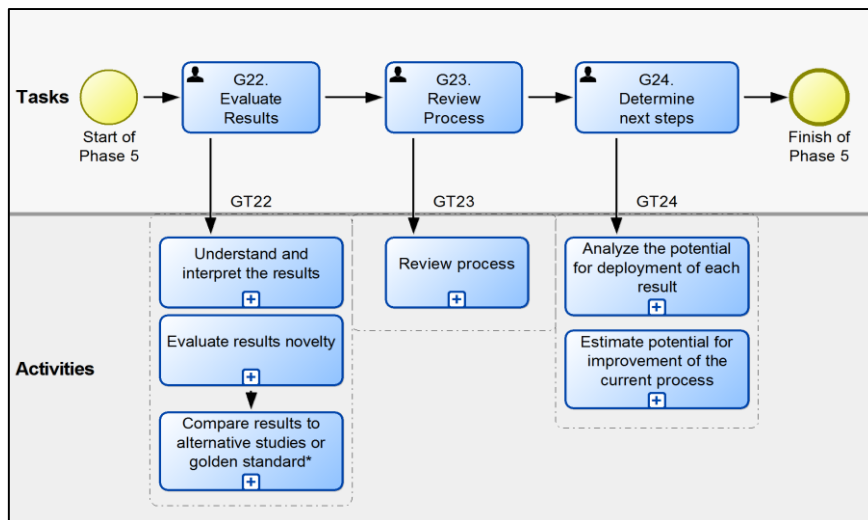 Tasks
Start of
Phase 5
G22.
Evaluate
Results
G23.
Review
Process
G24.
Determine
next steps
Finish of
Phase 5
GT22
GT23
GT24
Activities
Understand and
interpret the results
Evaluate results novelty
Compare results to
alternative studies or
golden standard*
Review process
Analyze the potential
for deployment of each
result
Estimate potential for
improvement of the
current process